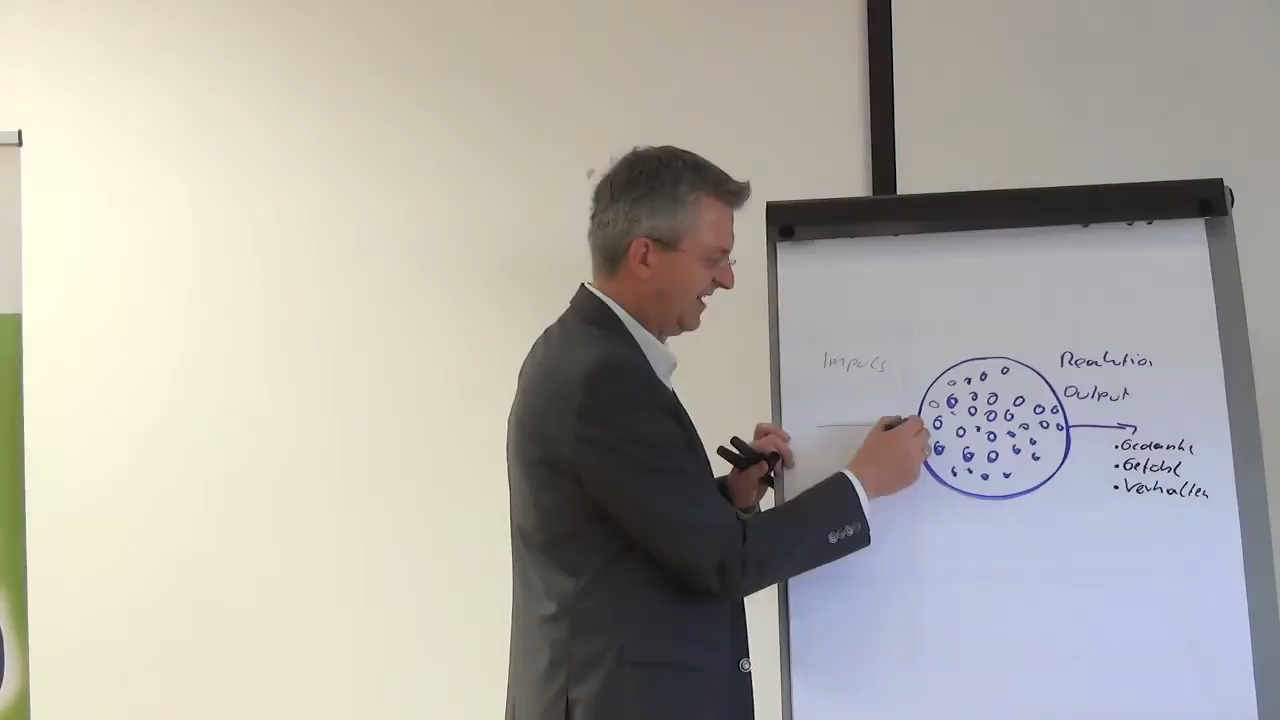 Impuls
Reaktion
Output
• Gedanke
• Gefühl
• Verhalten